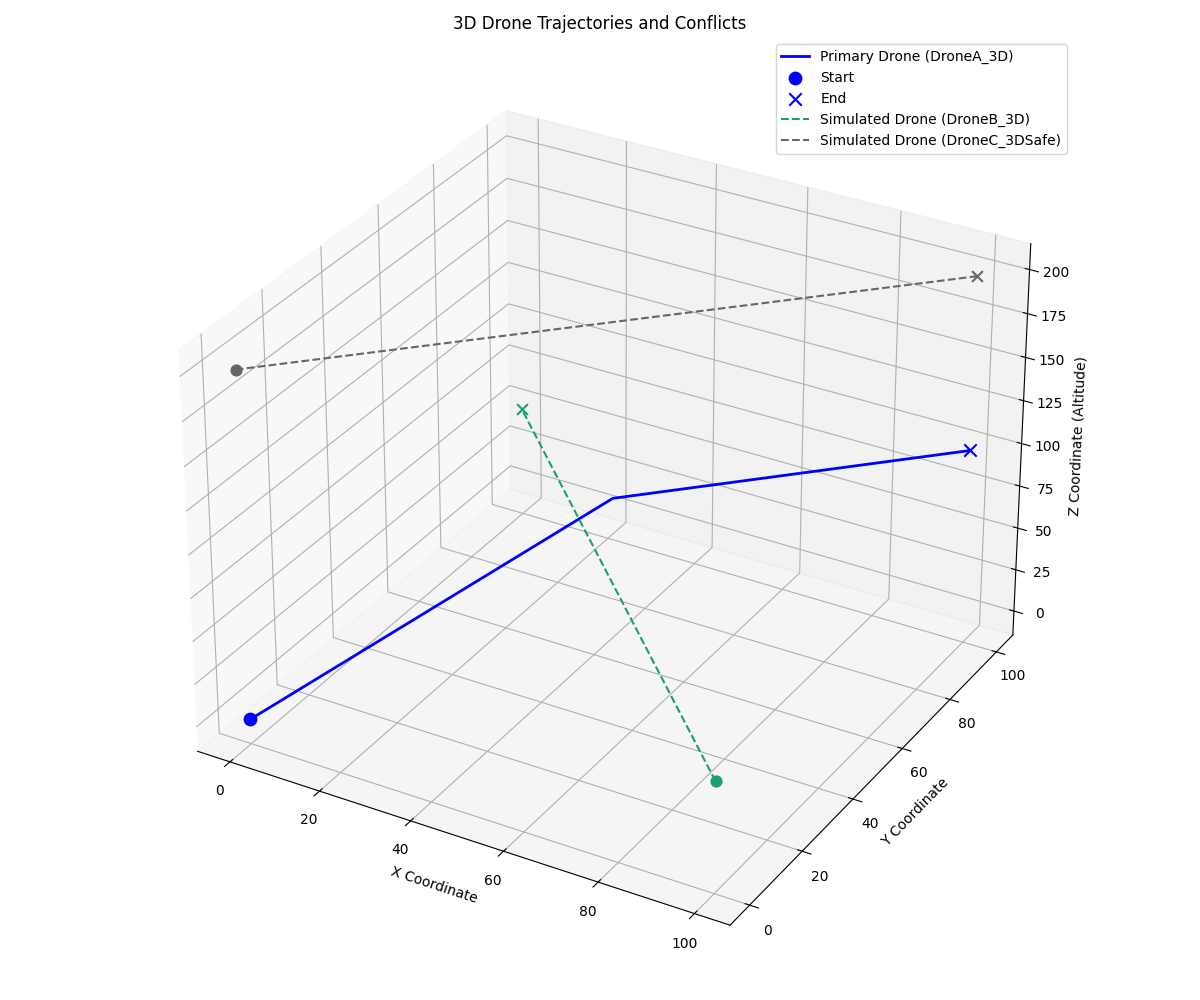 3D Drone Trajectories and Conflicts
Primary Drone (DroneA_3D)
Start
End
Simulated Drone (DroneB_3D)
Simulated Drone (DroneC_3DSafe)
200
175
150
125
100
75
50
25
0
Z Coordinate (Altitude)
0
20
40
60
80
100
X Coordinate
0
20
40
60
80
100
Y Coordinate